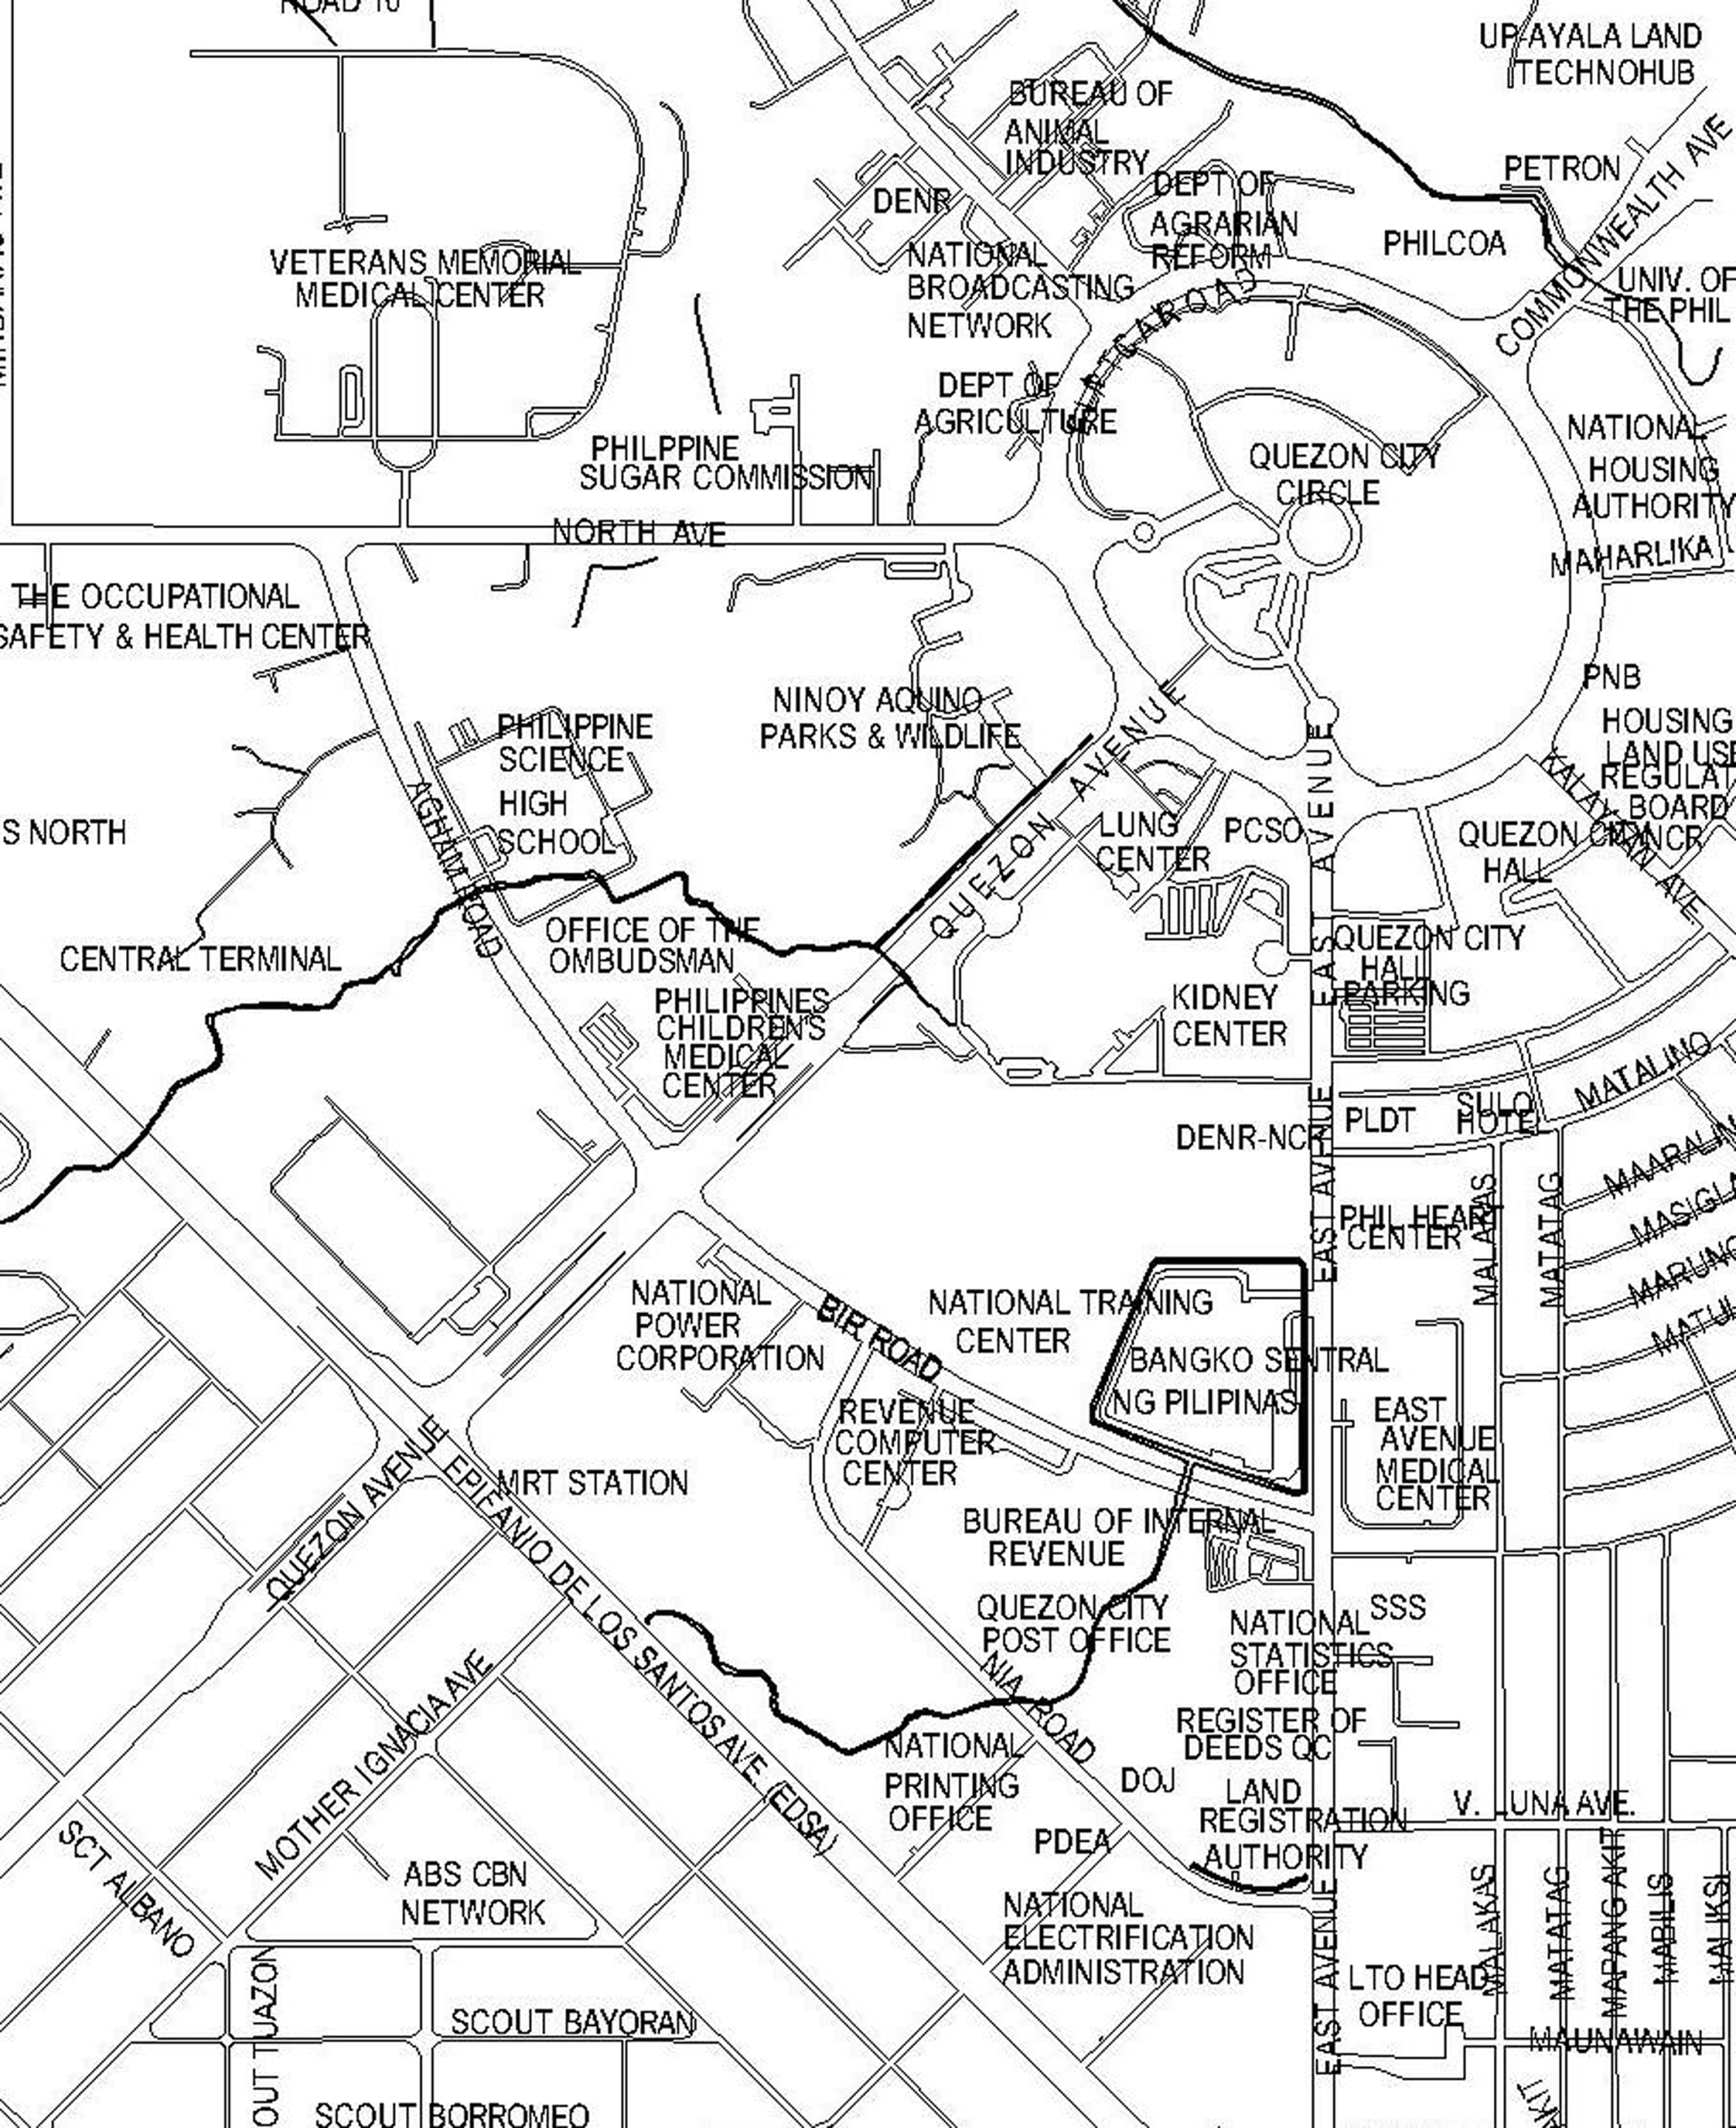 ROAD 10
UP-AYALA LAND
TECHNOHUB
BUREAU OF
ANIMAL
INDUSTRY
PETRON
COMMONWEALTH AVE
DENR
DEPT OF
AGRARIAN
REFORM
PHILCOA
VETERANS MEMORIAL
MEDICAL CENTER
NATIONAL
BROADCASTING
NETWORK
UNIV. OF
THE PHIL
DEPT OF
AGRICULTURE
PHILPPINE
SUGAR COMMISSION
QUEZON CITY
CIRCLE
NATIONAL
HOUSING
AUTHORITY
NORTH AVE
MAHARLIKA
THE OCCUPATIONAL
SAFETY & HEALTH CENTER
NINOY AQUINO
PARKS & WILDLIFE
PNB
HOUSING
LAND USE
REGULAT
BOARD
NCR
PHILIPPINE
SCIENCE
HIGH
SCHOOL
AGHAM ROAD
QUEZON AVENUE
EAST AVENUE
KALAYAAN AVE
S NORTH
LUNG
CENTER
PCSO
QUEZON CITY
HALL
CENTRAL TERMINAL
OFFICE OF THE
OMBUDSMAN
QUEZON CITY
HALL
PARKING
PHILIPPINES
CHILDREN'S
MEDICAL
CENTER
KIDNEY
CENTER
MATALINO
DENR-NCR
PLDT
SULO
HOTEL
EAST AVENUE
PHIL HEART
CENTER
MALAKAS
MATATAG
MASIGLA
NATIONAL
POWER
CORPORATION
BIR ROAD
NATIONAL TRAINING
CENTER
BANGKO SENTRAL
NG PILIPINAS
EAST
AVENUE
MEDICAL
CENTER
REVENUE
COMPUTER
CENTER
MRT STATION
QUEZON AVENUE
EPIFANIO DE LOS SANTOS AVE. (EDSA)
BUREAU OF INTERNAL
REVENUE
QUEZON CITY
POST OFFICE
SSS
NATIONAL
STATISTICS
OFFICE
NIA ROAD
REGISTER OF
DEEDS QC
NATIONAL
PRINTING
OFFICE
DOJ
LAND
REGISTRATION
AUTHORITY
V. LUNA AVE.
PDEA
MOTHER IGNACIA AVE
SCT ALBANO
ABS CBN
NETWORK
NATIONAL
ELECTRIFICATION
ADMINISTRATION
EAST AVENUE
LTO HEAD
OFFICE
MALAKAS
MATATAG
MAPANG AKIT
MABILIS
MALIKSI
MAUNAWAIN
SCOUT BAYORAN
OUT TUAZON
SCOUT BORROMEO